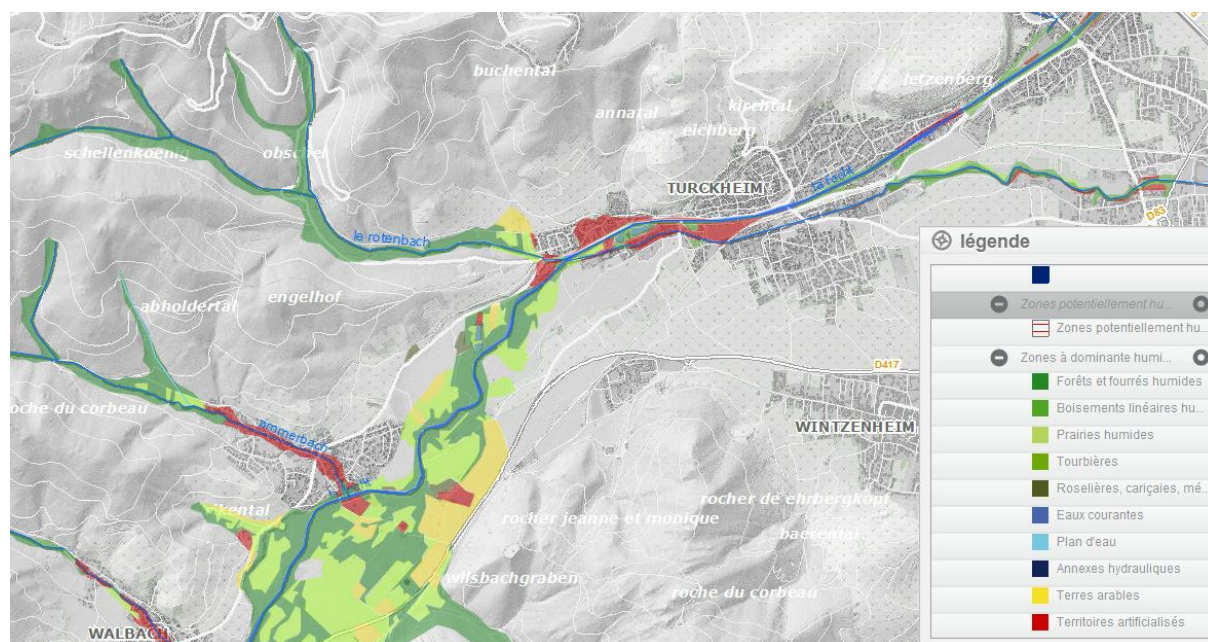 buchental
letzenberg
annatal
kirchtal
eichberg
schellenkoenig
obschel
TURCKHEIM
la fecht
D83
le rotenbach
légende
engelhof
abholdertal
Zones potentiellement hu...
Zones potentiellement hu...
Zones à dominante humi...
D417
Forêts et fourrés humides
roche du corbeau
Boisements linéaires hu...
WINTZENHEIM
Prairies humides
Tourbières
Roselières, cariçaies, mé...
rocher de ehrbergkopf
rocher jeanne et monique
Eaux courantes
baerental
Plan d'eau
wilsbachgraben
Annexes hydrauliques
roche du corbeau
Terres arables
WALBACH
Territoires artificialisés